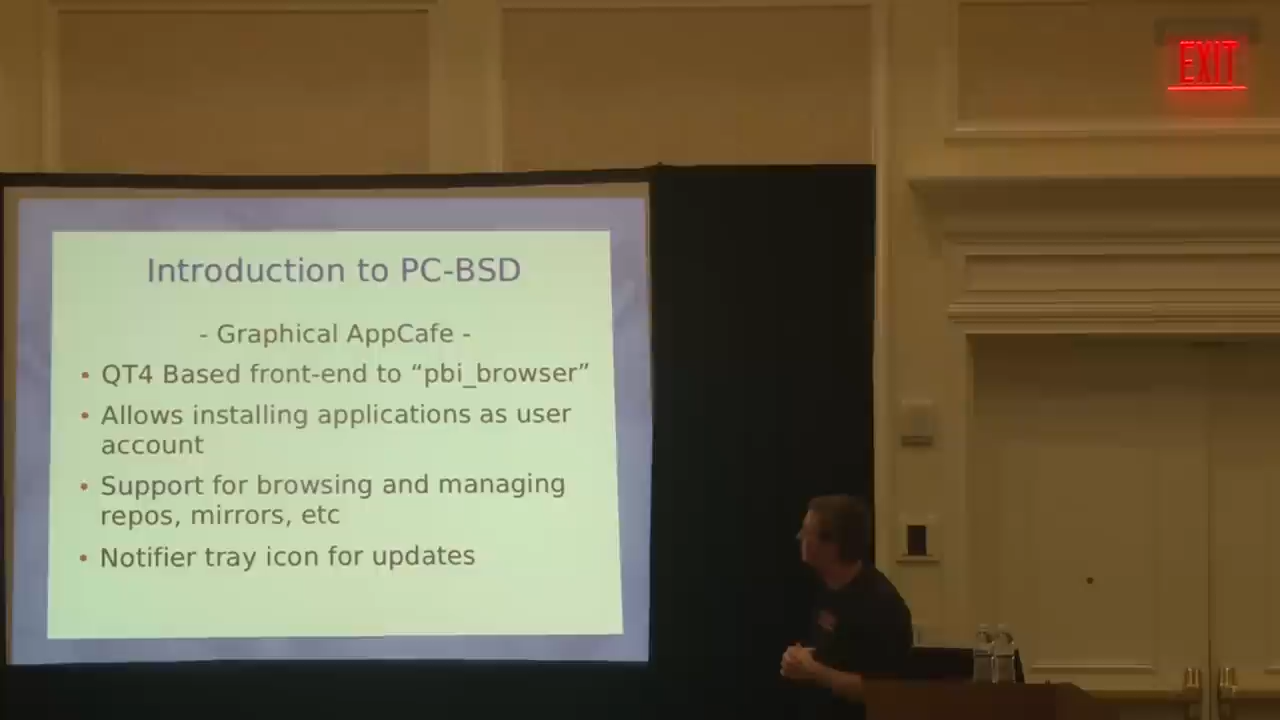 EXIT
Introduction to PC-BSD
- Graphical AppCafe -
• QT4 Based front-end to “pbi_browser”
• Allows installing applications as user
account
• Support for browsing and managing
repos, mirrors, etc
• Notifier tray icon for updates